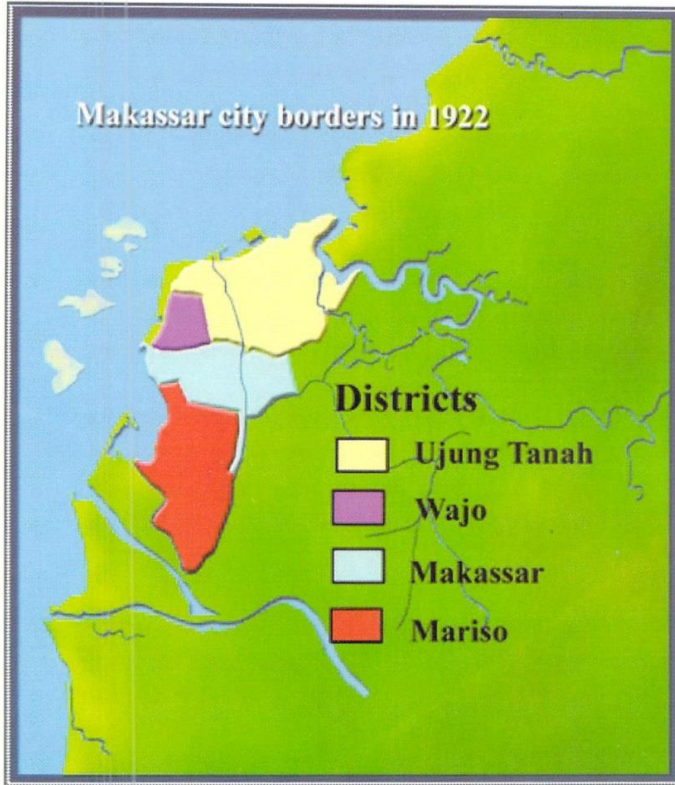 Makassar city borders in 1922
Districts
Ujung Tanah
Wajo
Makassar
Mariso